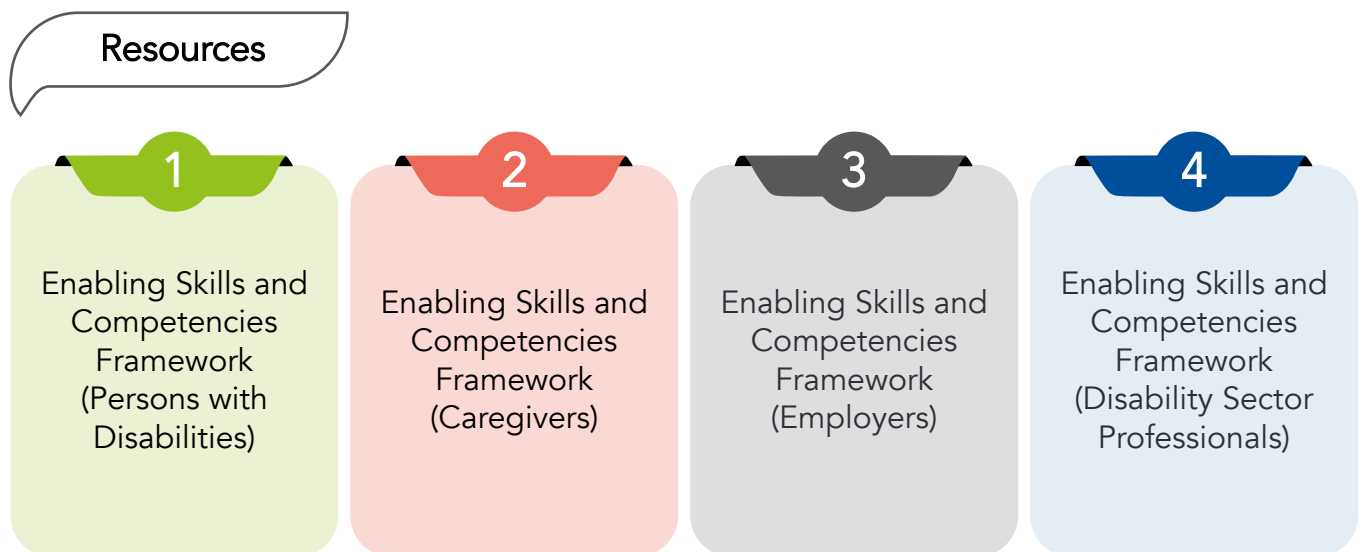 Resources
1
Enabling Skills and
Competencies
Framework
(Persons with
Disabilities)
2
Enabling Skills and
Competencies
Framework
(Caregivers)
3
Enabling Skills and
Competencies
Framework
(Employers)
4
Enabling Skills and
Competencies
Framework
(Disability Sector
Professionals)